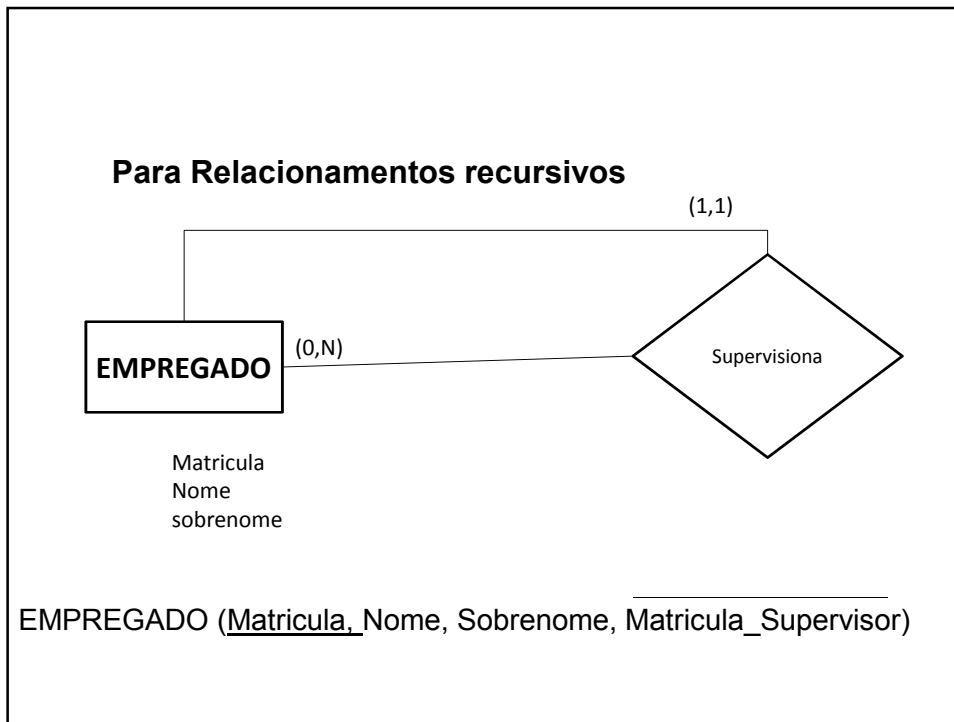 Para Relacionamentos recursivos
(1,1)
(0,N)
EMPREGADO
Supervisiona
Matricula
Nome
sobrenome
EMPREGADO (Matricula, Nome, Sobrenome, Matricula_Supervisor)